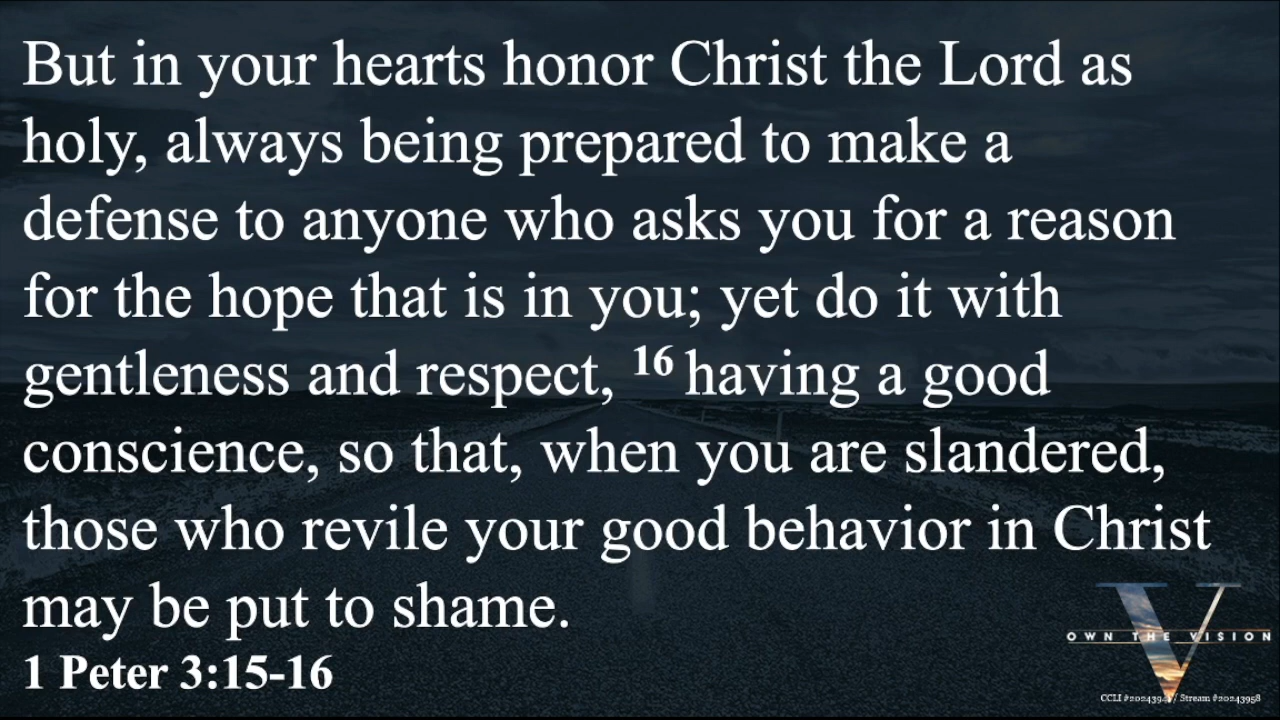 But in your hearts honor Christ the Lord as
holy, always being prepared to make a
defense to anyone who asks you for a reason
for the hope that is in you; yet do it with
gentleness and respect, 16 having a good
conscience, so that, when you are slandered,
those who revile your good behavior in Christ
may be put to shame.
1 Peter 3:15-16
V
OWN THE VISION
CCLI / Stream #20243958